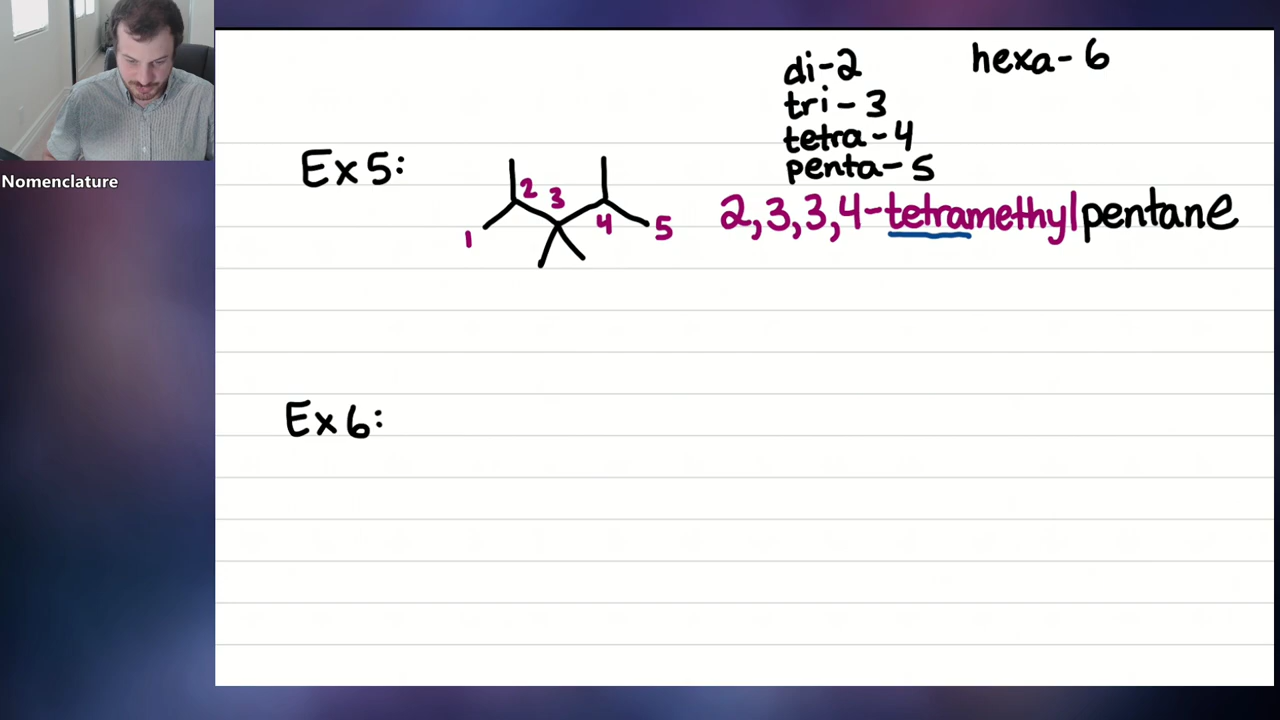 Nomenclature
di-2
tri-3
tetra-4
penta-5
hexa-6
Ex 5:
1
2
3
4
5
2,3,3,4-tetramethylpentane
Ex 6: